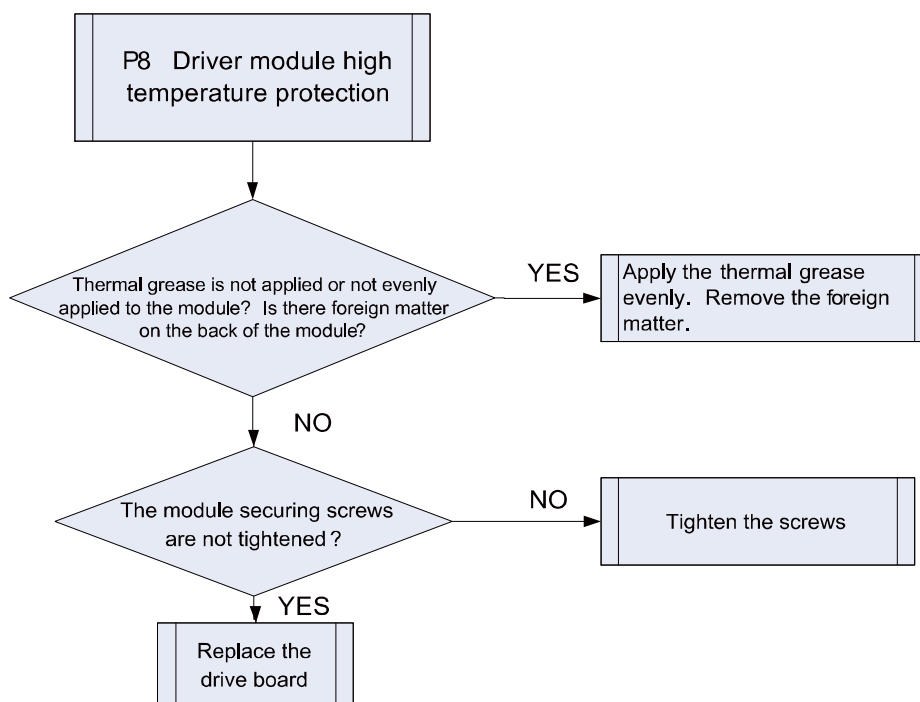 P8 Driver module high
temperature protection
Thermal grease is not applied or not evenly
applied to the module? Is there foreign matter
on the back of the module?
YES
Apply the thermal grease
evenly. Remove the foreign
matter.
NO
The module securing screws
are not tightened ?
NO
Tighten the screws
YES
Replace the
drive board